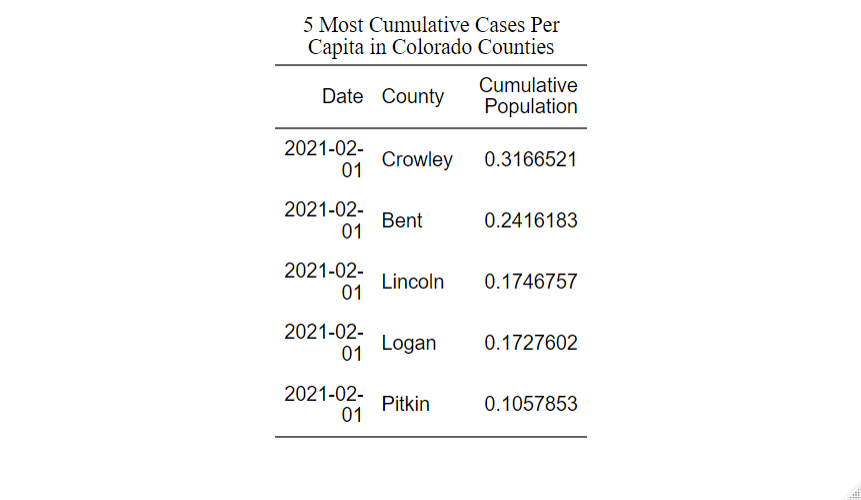 5 Most Cumulative Cases Per
Capita in Colorado Counties
Date County Cumulative
Population
2021-02-
01 Crowley 0.3166521
2021-02-
01 Bent 0.2416183
2021-02-
01 Lincoln 0.1746757
2021-02-
01 Logan 0.1727602
2021-02-
01 Pitkin 0.1057853